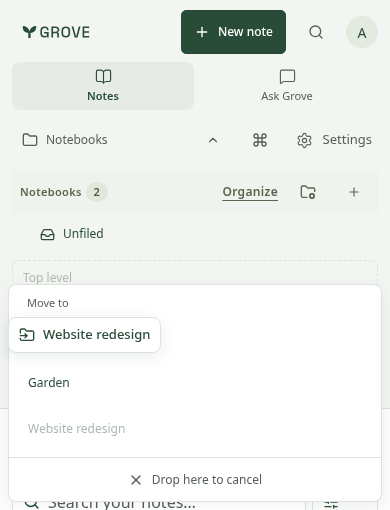 GROVE
New note
A
Notes
Ask Grove
Notebooks
Settings
Notebooks 2
Organize
Unfiled
Top level
Move to
Website redesign
Garden
Website redesign
Drop here to cancel
Search your notes...